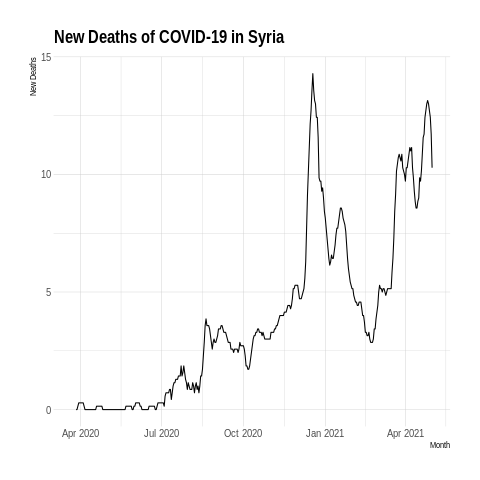 New Deaths of COVID-19 in Syria
New Deaths
15
10
5
0
Apr 2020 Jul 2020 Oct 2020 Jan 2021 Apr 2021
Month